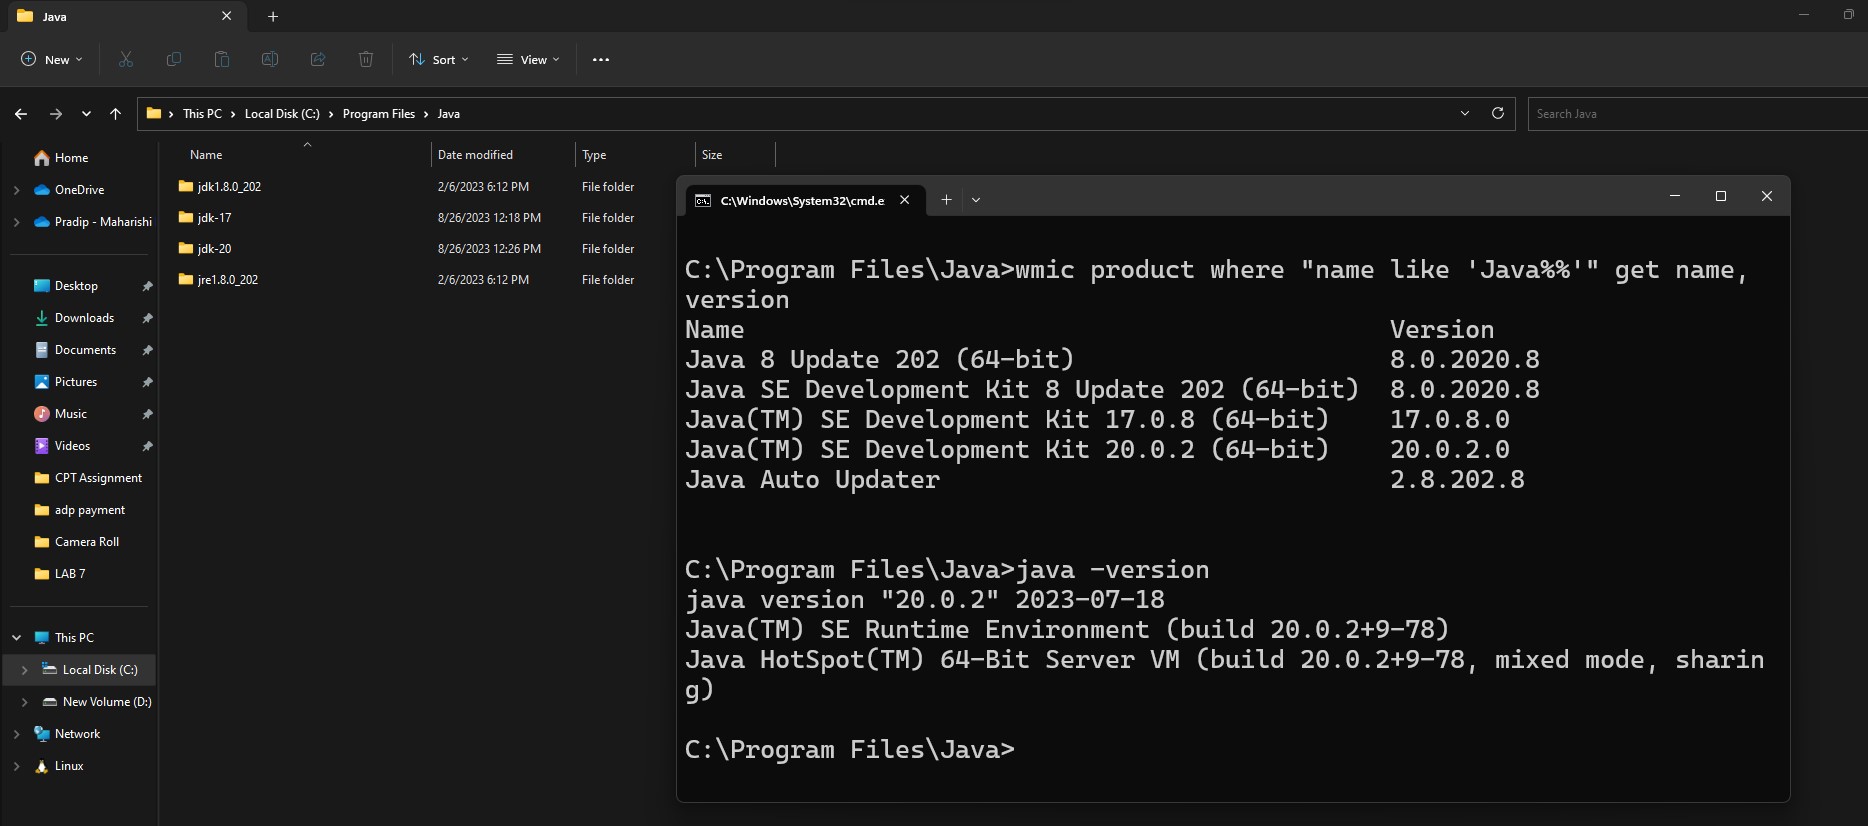 Java
New
Sort
View
This PC > Local Disk (C:) > Program Files > Java
Search Java
Home
OneDrive
Pradip - Maharishi
Desktop
Downloads
Documents
Pictures
Music
Videos
CPT Assignment
adp payment
Camera Roll
LAB 7
This PC
Local Disk (C:)
New Volume (D:)
Network
Linux
Name Date modified Type Size
jdk1.8.0_202 2/6/2023 6:12 PM File folder
jdk-17 8/26/2023 12:18 PM File folder
jdk-20 8/26/2023 12:26 PM File folder
jre1.8.0_202 2/6/2023 6:12 PM File folder
C:\Windows\System32\cmd.e
C:\Program Files\Java>wmic product where "name like 'Java%%'" get name,
version
Name Version
Java 8 Update 202 (64-bit) 8.0.2020.8
Java SE Development Kit 8 Update 202 (64-bit) 8.0.2020.8
Java(TM) SE Development Kit 17.0.8 (64-bit) 17.0.8.0
Java(TM) SE Development Kit 20.0.2 (64-bit) 20.0.2.0
Java Auto Updater 2.8.202.8
C:\Program Files\Java>java -version
java version "20.0.2" 2023-07-18
Java(TM) SE Runtime Environment (build 20.0.2+9-78)
Java HotSpot(TM) 64-Bit Server VM (build 20.0.2+9-78, mixed mode, sharin
g)
C:\Program Files\Java>